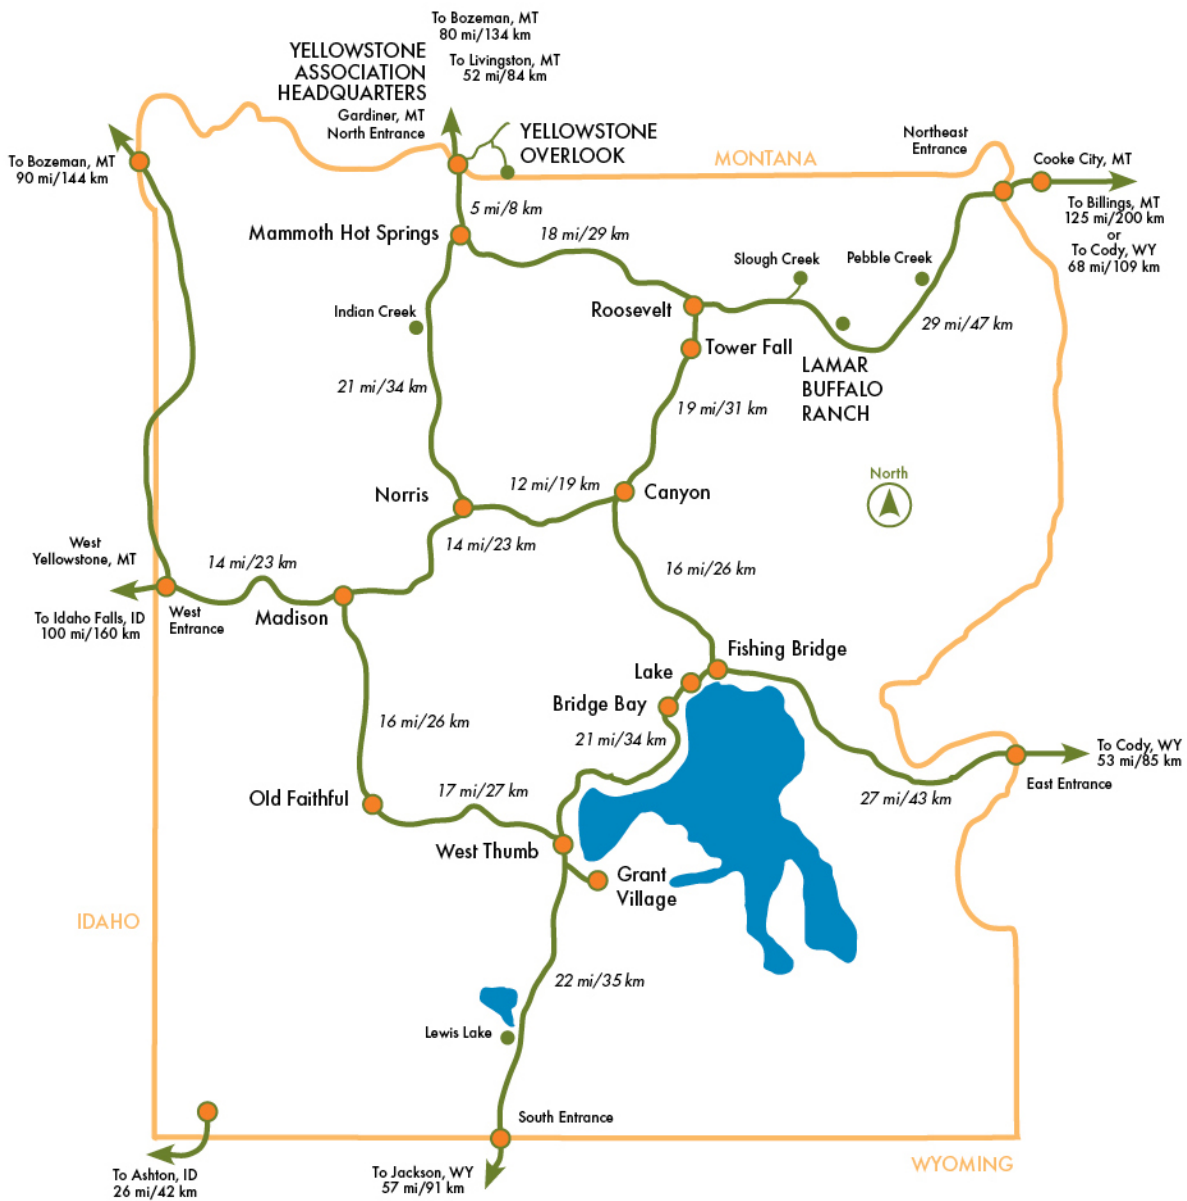 To Bozeman, MT
80 mi/134 km
To Livingston, MT
52 mi/84 km
YELLOWSTONE
ASSOCIATION
HEADQUARTERS
Gardiner, MT
North Entrance
YELLOWSTONE
OVERLOOK
MONTANA
Northeast
Entrance
Cooke City, MT
To Billings, MT
125 mi/200 km
or
To Cody, WY
68 mi/109 km
To Bozeman, MT
90 mi/144 km
5 mi/8 km
Mammoth Hot Springs
18 mi/29 km
Slough Creek
Pebble Creek
Indian Creek
Roosevelt
29 mi/47 km
Tower Fall
LAMAR
BUFFALO
RANCH
21 mi/34 km
19 mi/31 km
North
12 mi/19 km
Norris
Canyon
14 mi/23 km
West
Yellowstone, MT
14 mi/23 km
16 mi/26 km
To Idaho Falls, ID
100 mi/160 km
West
Entrance
Madison
Fishing Bridge
Lake
Bridge Bay
16 mi/26 km
21 mi/34 km
To Cody, WY
53 mi/85 km
East Entrance
27 mi/43 km
Old Faithful
17 mi/27 km
West Thumb
Grant
Village
IDAHO
22 mi/35 km
Lewis Lake
South Entrance
To Ashton, ID
26 mi/42 km
To Jackson, WY
57 mi/91 km
WYOMING